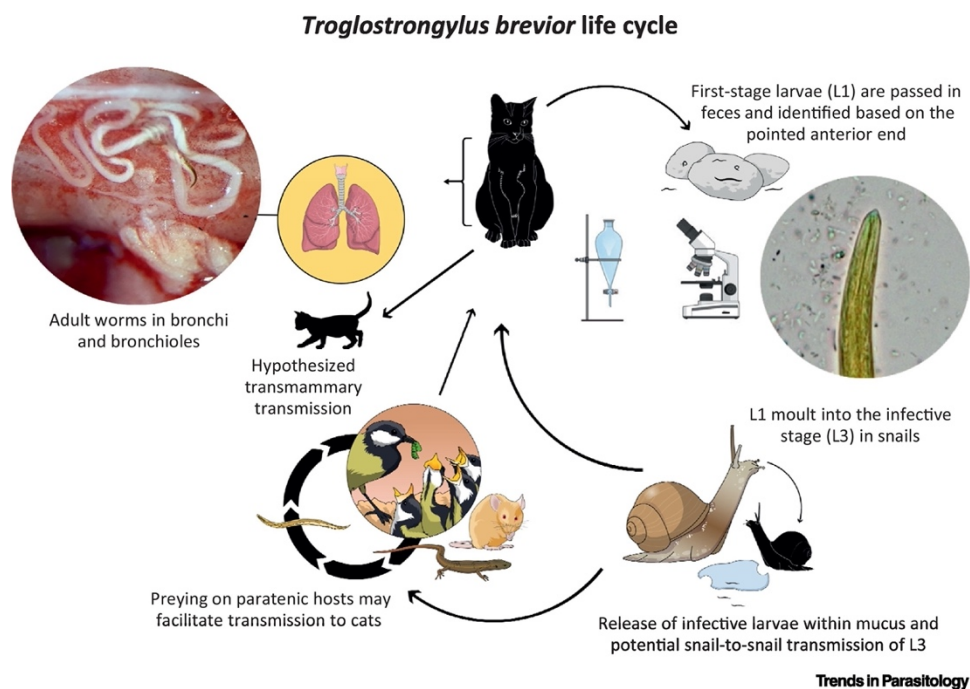 Troglostrongylus brevior life cycle
First-stage larvae (L1) are passed in
feces and identified based on the
pointed anterior end
Adult worms in bronchi
and bronchioles
Hypothesized
transmammary
transmission
L1 moult into the infective
stage (L3) in snails
Preying on paratenic hosts may
facilitate transmission to cats
Release of infective larvae within mucus and
potential snail-to-snail transmission of L3
Trends in Parasitology